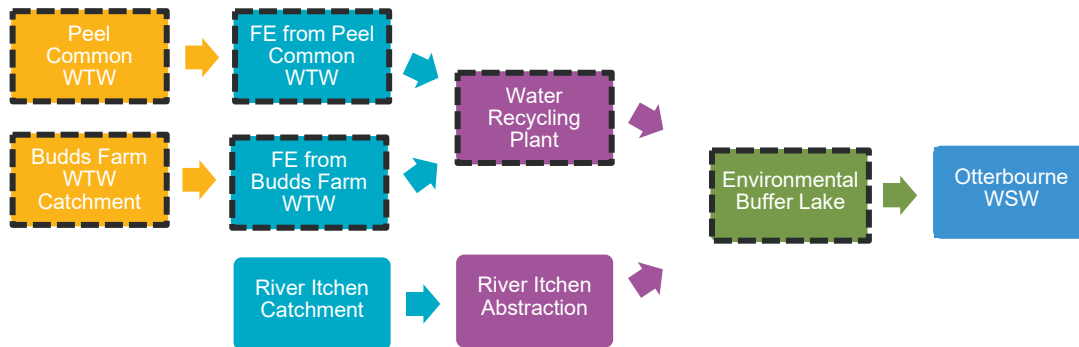 Peel
Common
WTW
FE from Peel
Common
WTW
Water
Recycling
Plant
Budds Farm
WTW
Catchment
FE from
Budds Farm
WTW
Environmental
Buffer Lake
Otterbourne
WSW
River Itchen
Catchment
River Itchen
Abstraction